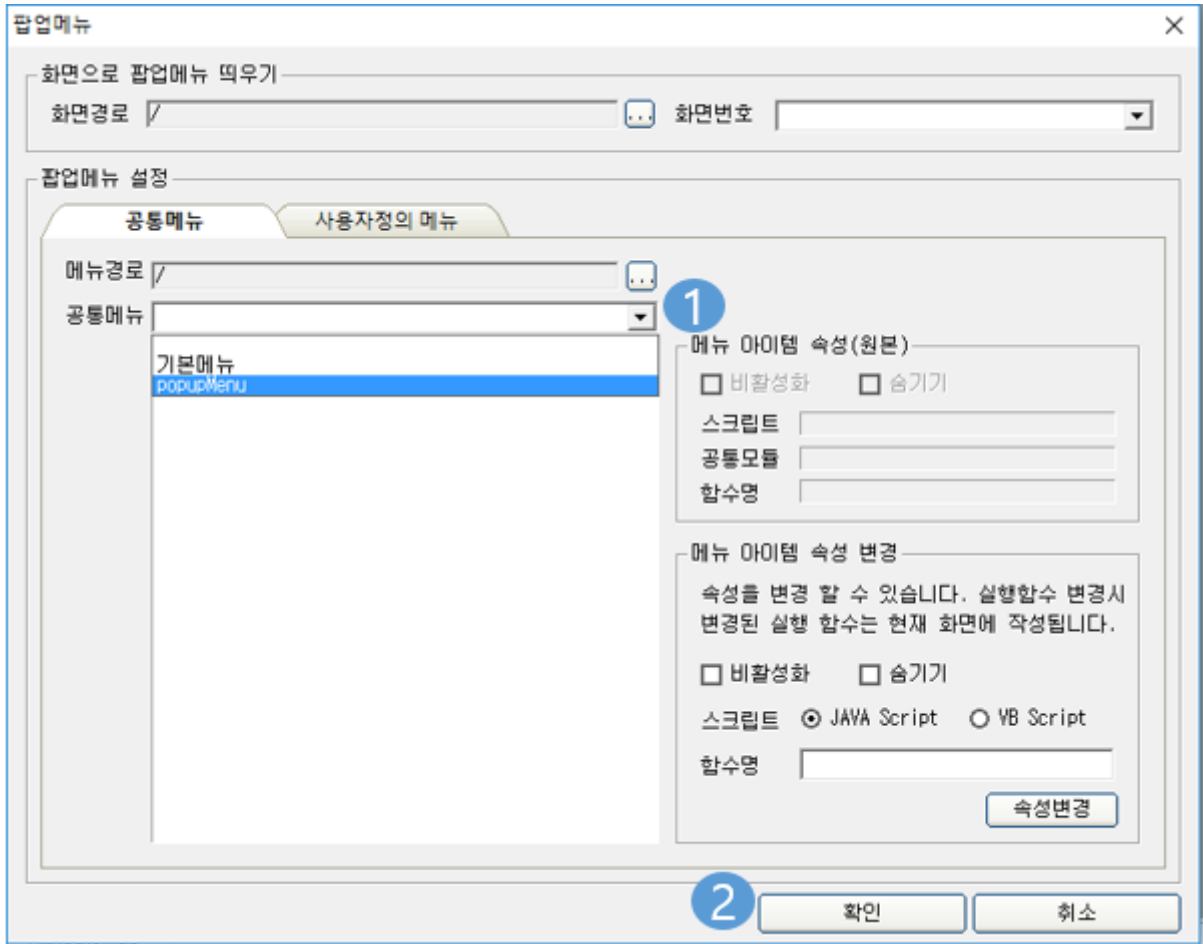 팝업메뉴
화면으로 팝업메뉴 띄우기
화면경로 / ... 화면번호
팝업메뉴 설정
공통메뉴 사용자정의 메뉴
메뉴경로 / ...
공통메뉴 1
기본메뉴
popupMenu
메뉴 아이템 속성(원본)
비활성화 숨기기
스크립트
공통모듈
함수명
메뉴 아이템 속성 변경
속성을 변경 할 수 있습니다. 실행함수 변경시
변경된 실행 함수는 현재 화면에 작성됩니다.
비활성화 숨기기
스크립트 JAVA Script VB Script
함수명
속성변경
2 확인 취소